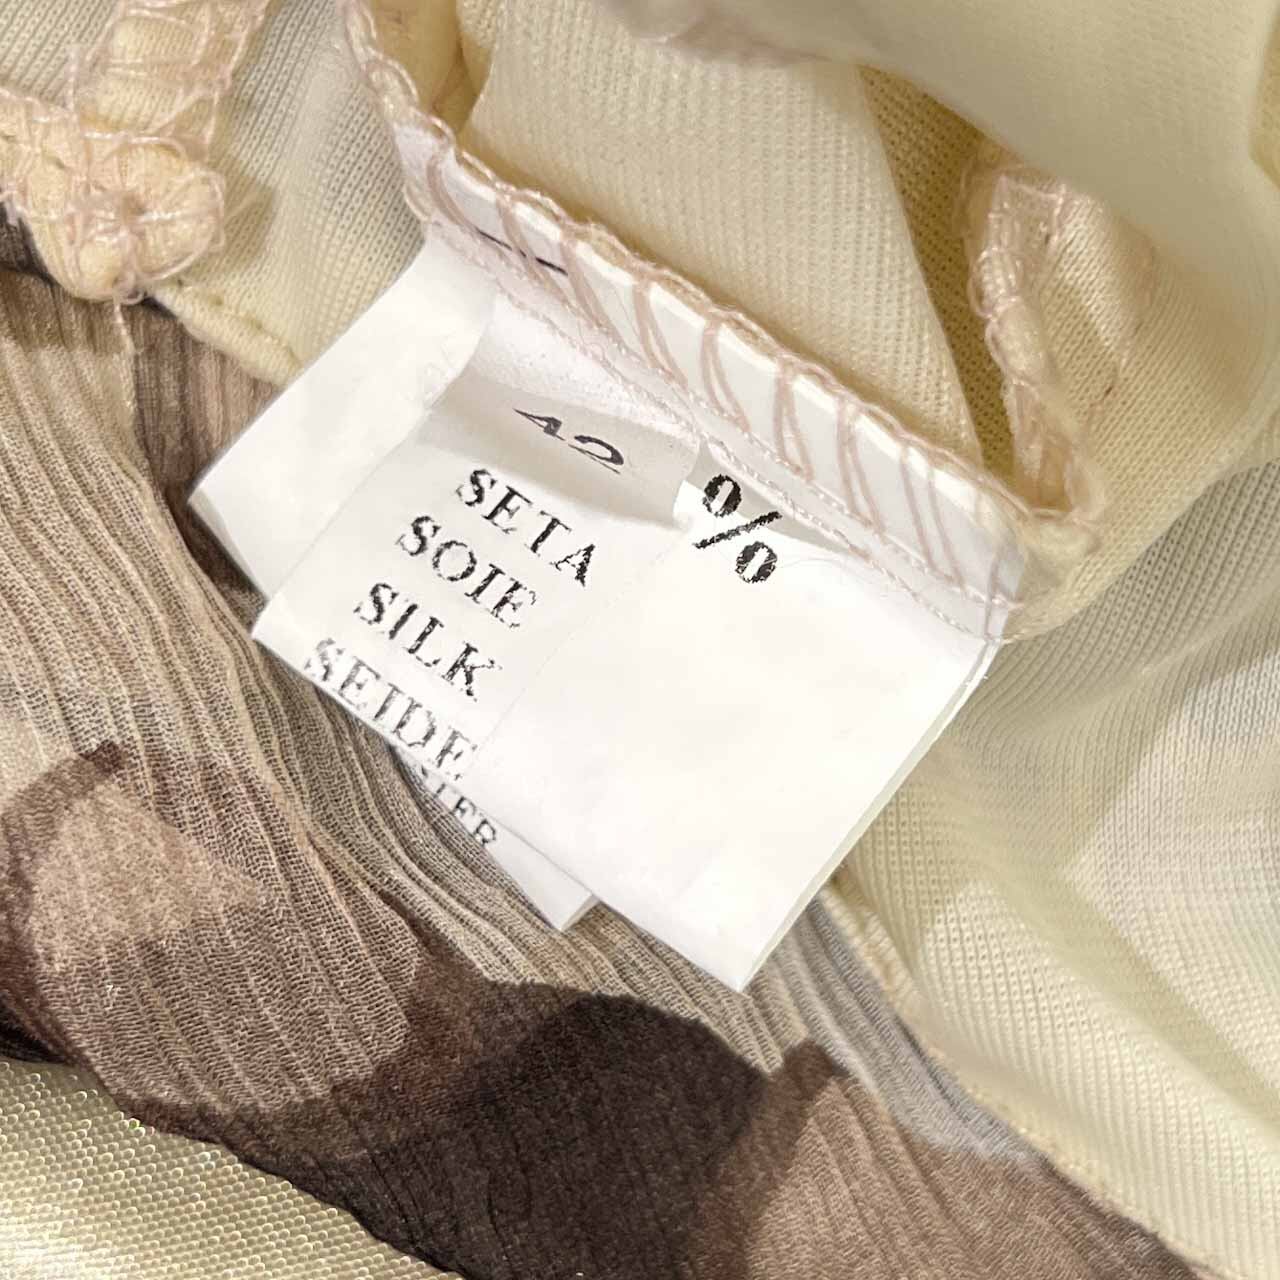 42
%
SETA
SOIE
SILK
SEIDE